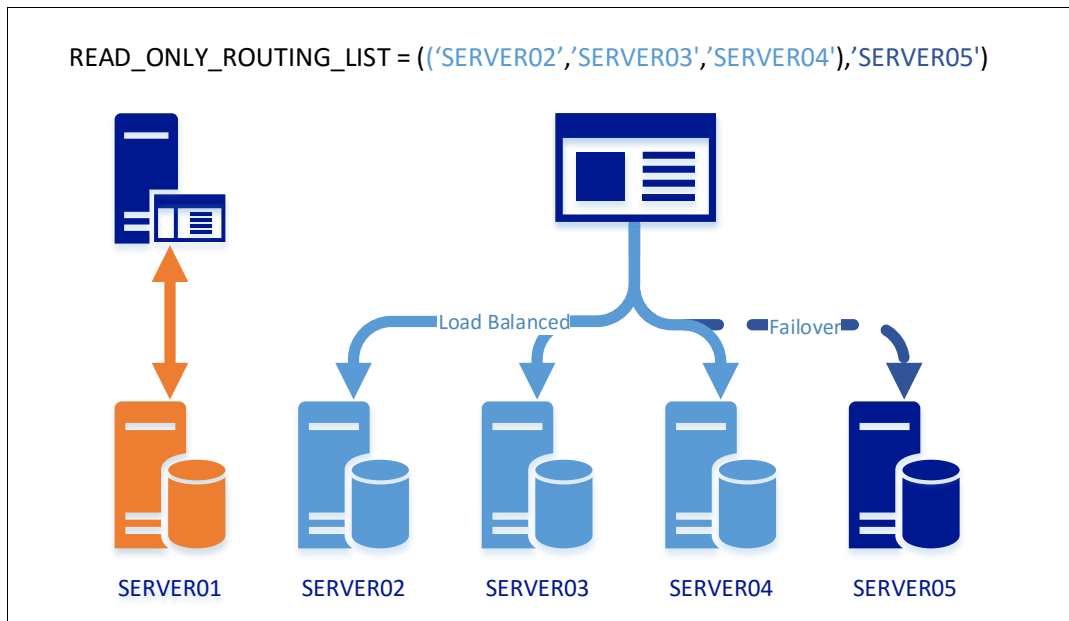 READ_ONLY_ROUTING_LIST = ((‘SERVER02’,’SERVER03',’SERVER04'),’SERVER05')
Load Balanced
Failover
SERVER01
SERVER02
SERVER03
SERVER04
SERVER05